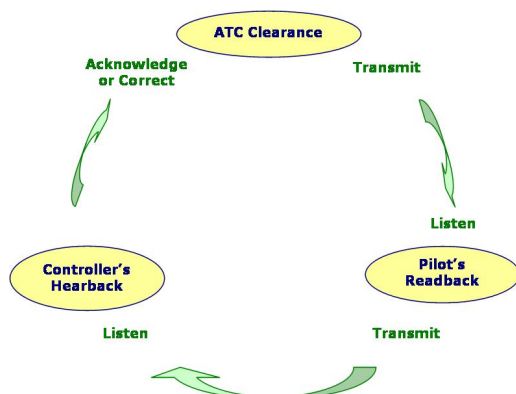 ATC Clearance
Acknowledge
or Correct
Transmit
Listen
Controller's
Hearback
Pilot's
Readback
Listen
Transmit